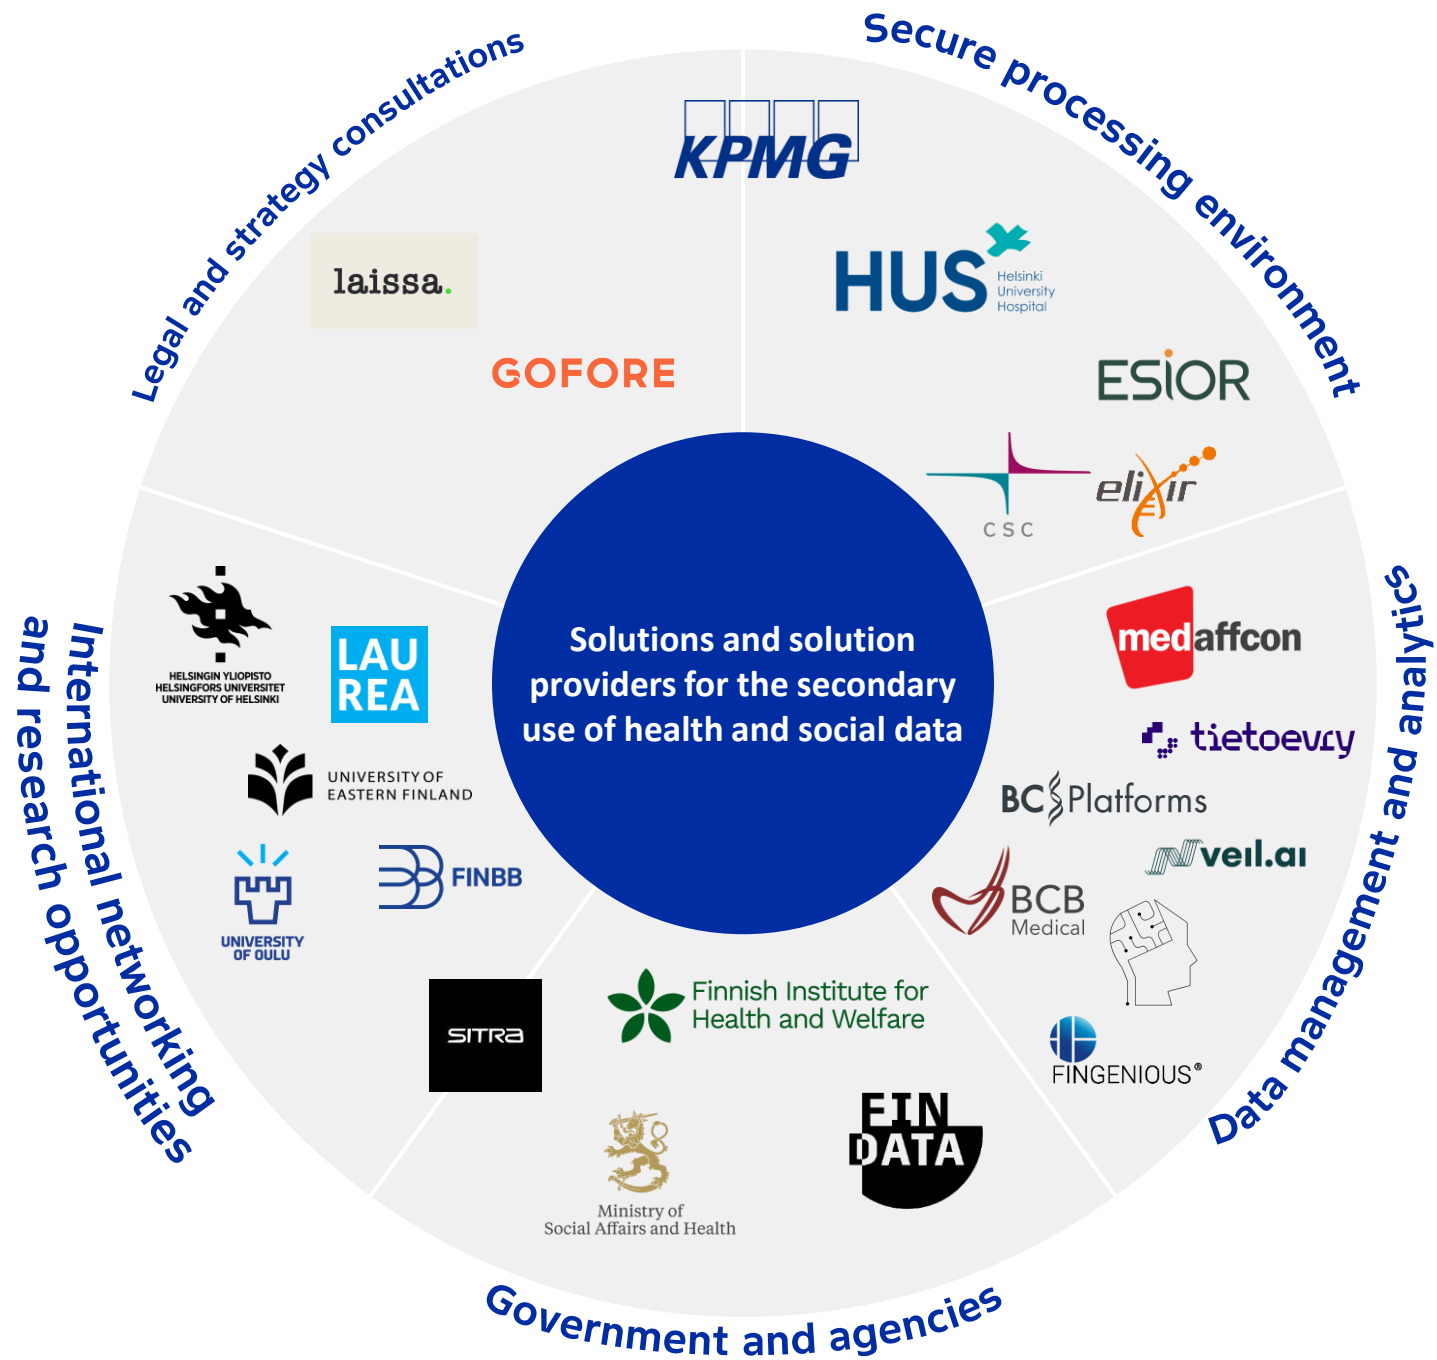 Legal and strategy consultations
Secure processing environment
KPMG
laissa.
GOFORE
HUS
Helsinki
University
Hospital
ESIOR
CSC
elixir
Solutions and solution
providers for the secondary
use of health and social data
International networking
and research opportunities
HELSINGIN YLIOPISTO
HELSINGFORS UNIVERSITET
UNIVERSITY OF HELSINKI
LAU
REA
UNIVERSITY OF
EASTERN FINLAND
UNIVERSITY
OF OULU
FINBB
SITRA
Data management and analytics
medaffcon
tietoevry
BC Platforms
veil.ai
BCB
Medical
FINGENIOUS®
Finnish Institute for
Health and Welfare
Ministry of
Social Affairs and Health
FIN
DATA
Government and agencies